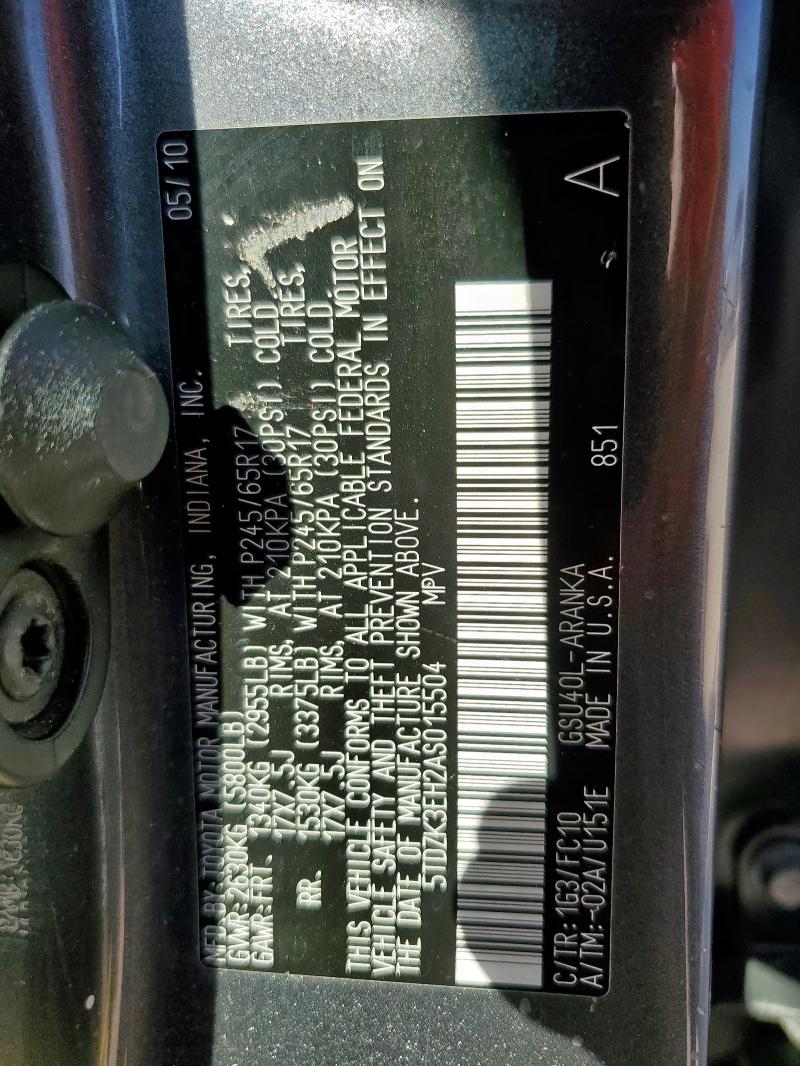 MFD BY: TOYOTA MOTOR MANUFACTURING, INDIANA, INC. 05/10
GVWR: 2630KG (5800LB)
GAWR: FRT. 1340KG (2955LB) WITH P245/65R17 TIRES,
17X7.5J RIMS, AT 210KPA (30PSI) COLD.
RR. 1530KG (3375LB) WITH P245/65R17 TIRES,
17X7.5J RIMS, AT 210KPA (30PSI) COLD.
THIS VEHICLE CONFORMS TO ALL APPLICABLE FEDERAL MOTOR
VEHICLE SAFETY AND THEFT PREVENTION STANDARDS IN EFFECT ON
THE DATE OF MANUFACTURE SHOWN ABOVE.
5TDZK3EH2AS015504 MPV
C/TR: 1G3/FC10 GSU40L-ARANKA
A/TM: -02A/U151E MADE IN U.S.A. 851 A